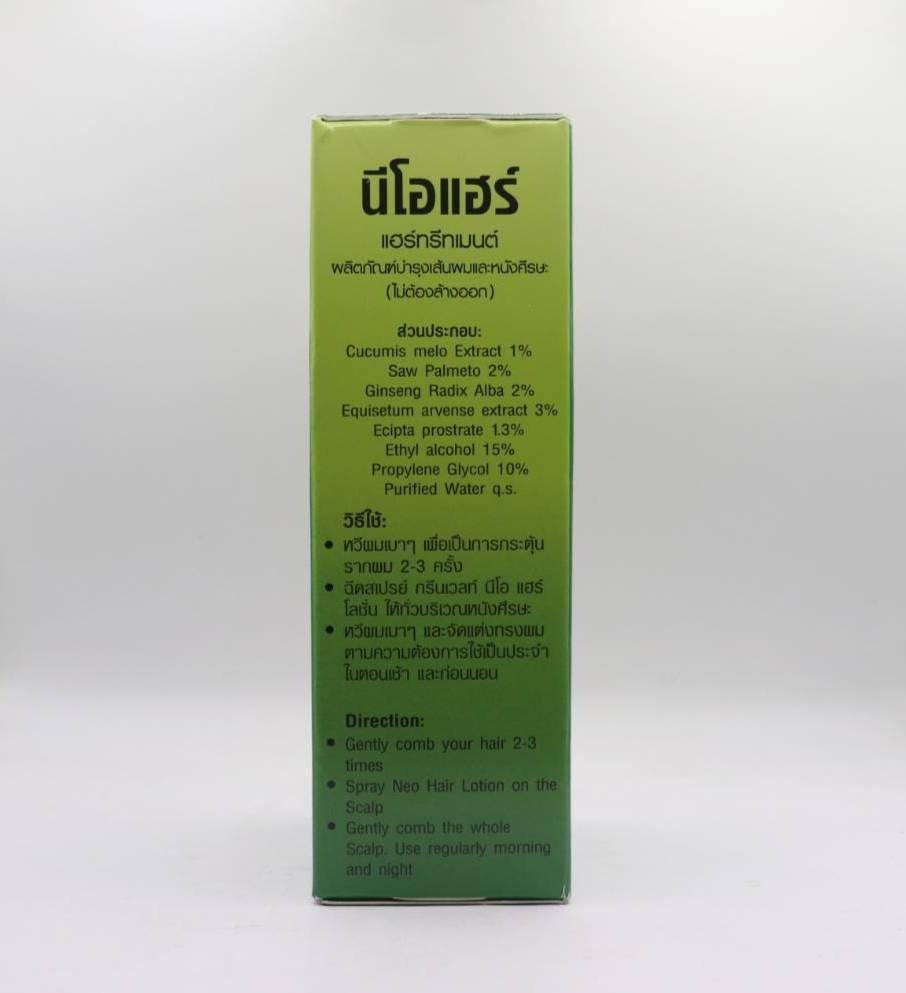 นีโอแฮร์
แฮร์ทรีทเมนต์
ผลิตภัณฑ์บำรุงเส้นผมและหนังศีรษะ
(ไม่ต้องล้างออก)
ส่วนประกอบ:
Cucumis melo Extract 1%
Saw Palmeto 2%
Ginseng Radix Alba 2%
Equisetum arvense extract 3%
Ecipta prostrate 1.3%
Ethyl alcohol 15%
Propylene Glycol 10%
Purified Water q.s.
วิธีใช้:
• หวีผมเบาๆ เพื่อเป็นการกระตุ้น
รากผม 2-3 ครั้ง
• ฉีดสเปรย์ กรีนเวลท์ นีโอ แฮร์
โลชั่น ให้ทั่วบริเวณหนังศีรษะ
• หวีผมเบาๆ และจัดแต่งทรงผม
ตามความต้องการใช้เป็นประจำ
ในตอนเช้า และก่อนนอน
Direction:
• Gently comb your hair 2-3
times
• Spray Neo Hair Lotion on the
Scalp
• Gently comb the whole
Scalp. Use regularly morning
and night